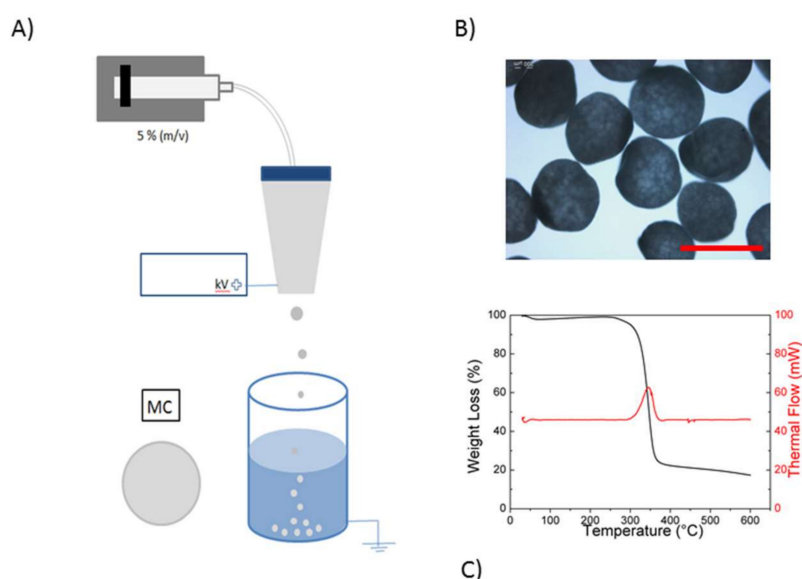 A)
5 % (m/v)
kV
MC
B)
100
80
60
40
20
0
Weight Loss (%)
100
80
60
40
20
0
Thermal Flow (mW)
0 100 200 300 400 500 600
Temperature (°C)
C)